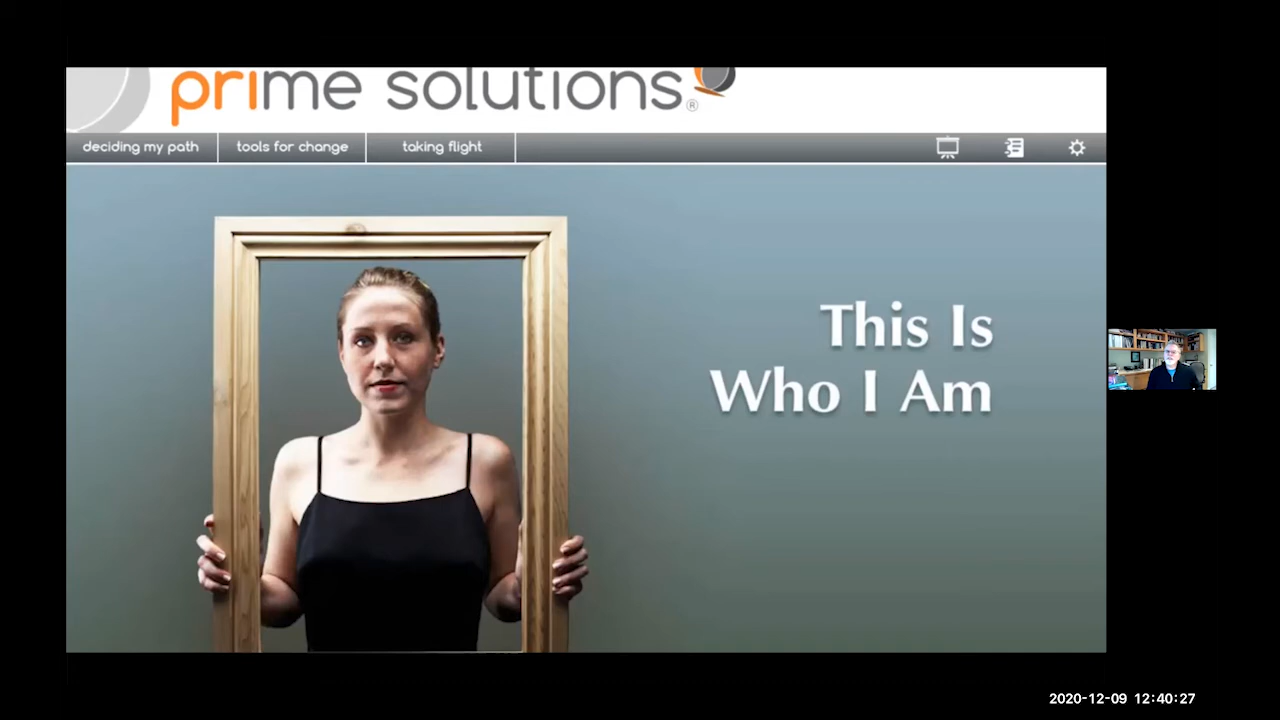 prime solutions®
deciding my path
tools for change
taking flight
This Is
Who I Am
2020-12-09 12:40:27